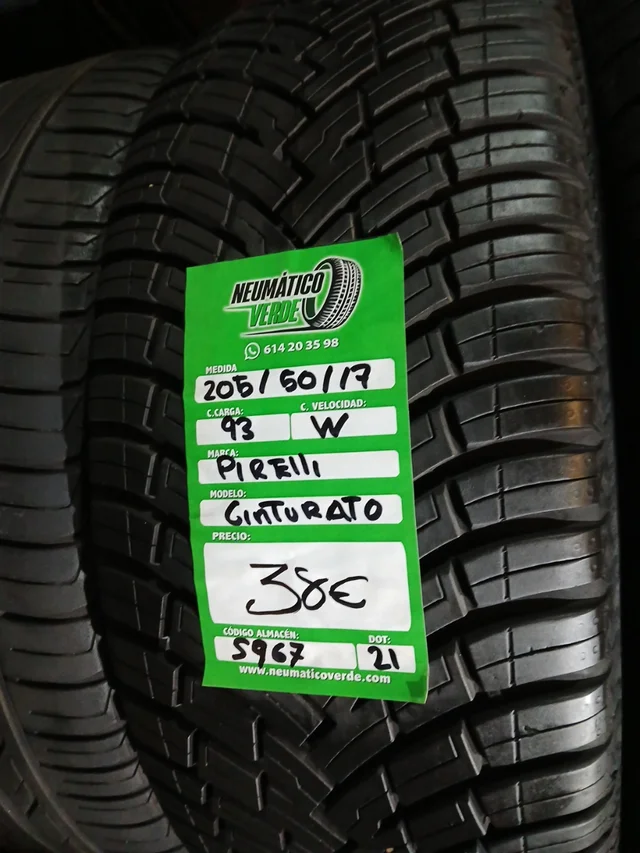 NEUMÁTICO
VERDE
614 20 35 98
MEDIDA
205/50/17
C.CARGA: C. VELOCIDAD:
93 W
MARCA:
PIRElli
MODELO:
CINTURATO
PRECIO:
38€
CÓDIGO ALMACÉN: DOT:
5967 21
www.neumaticoverde.com